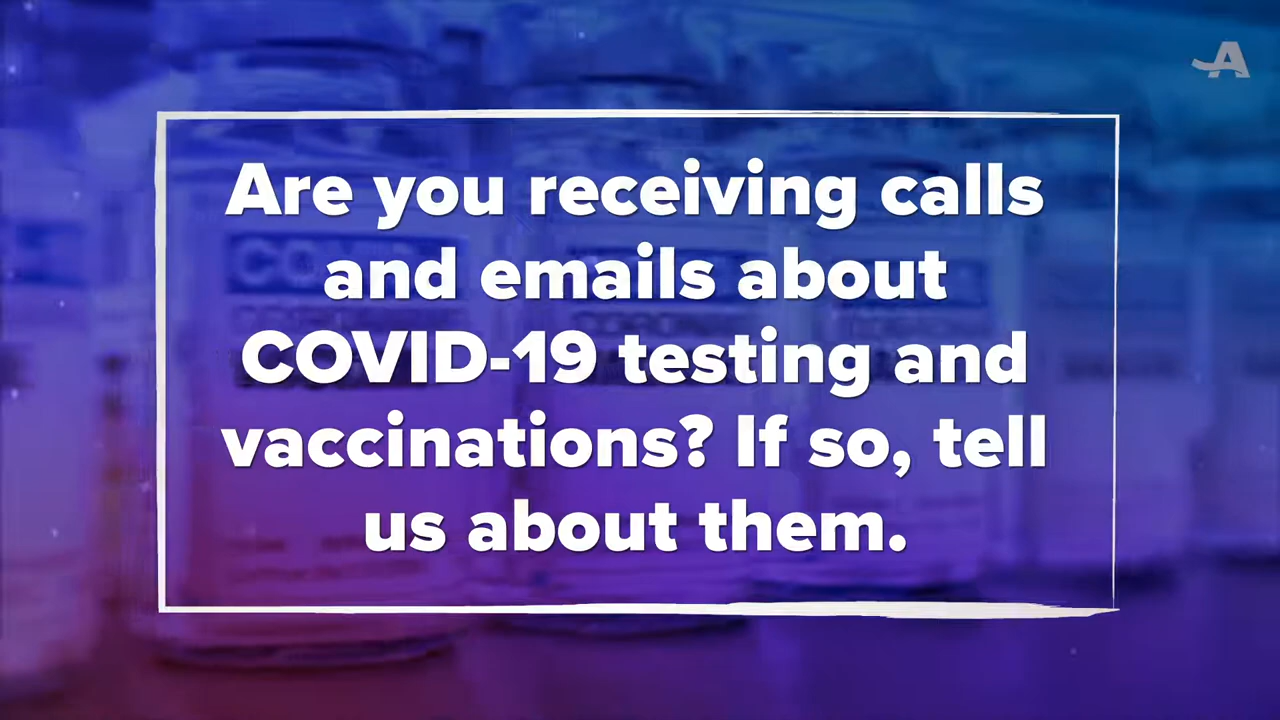 Are you receiving calls
and emails about
COVID-19 testing and
vaccinations? If so, tell
us about them.